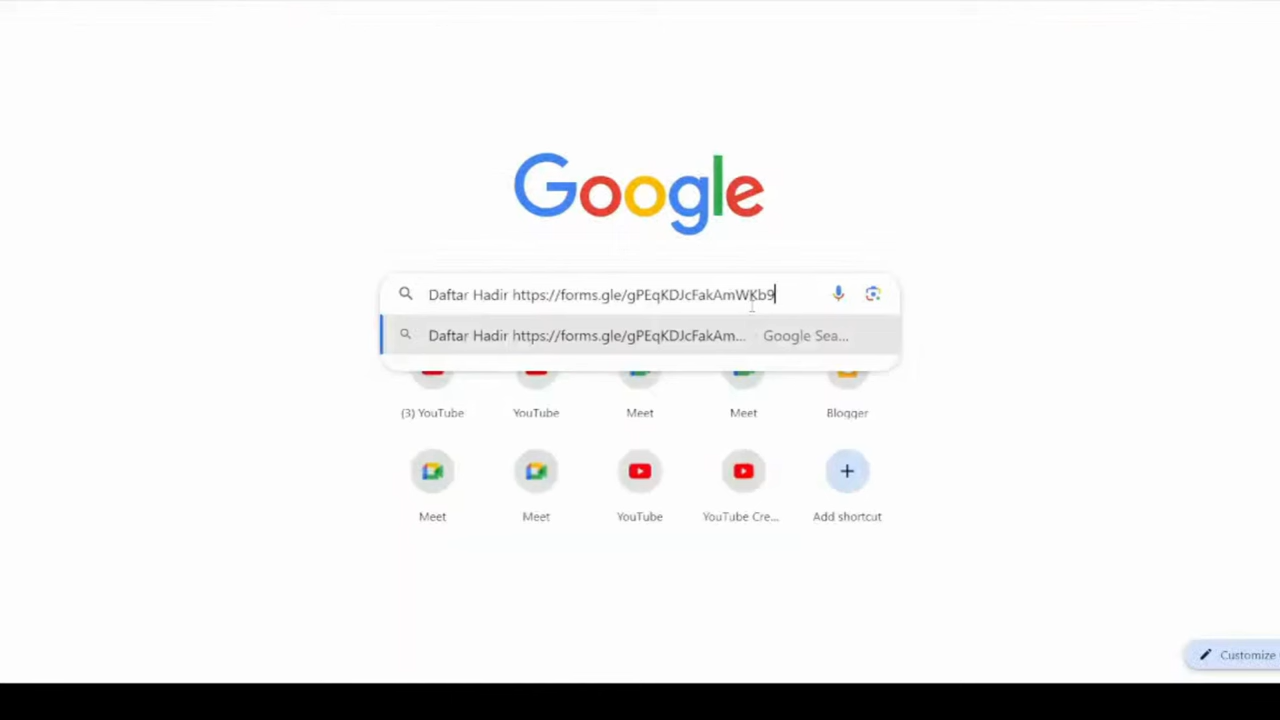 Google
Daftar Hadir https://forms.gle/gPEqKDJcFakAmWKb9
Daftar Hadir https://forms.gle/gPEqKDJcFakAm... - Google Sea...
(3) YouTube
YouTube
Meet
Meet
Blogger
Meet
Meet
YouTube
YouTube Cre...
Add shortcut
Customize